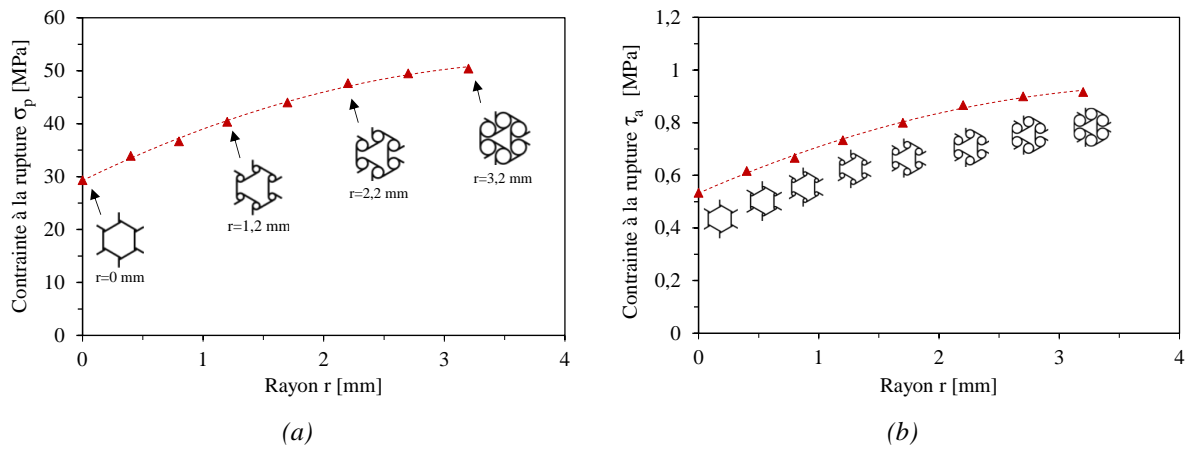 60
50
40
30
20
10
0
0
1
2
3
4
Contrainte à la rupture σp [MPa]
Rayon r [mm]
r=0 mm
r=1,2 mm
r=2,2 mm
r=3,2 mm
(a)
1,2
1
0,8
0,6
0,4
0,2
0
0
1
2
3
4
Contrainte à la rupture τa [MPa]
Rayon r [mm]
(b)